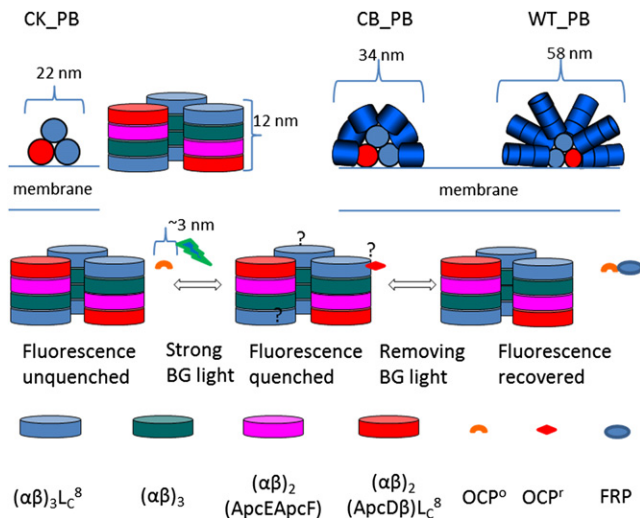 CK_PB CB_PB WT_PB
22 nm 34 nm 58 nm
12 nm
membrane membrane
~3 nm ? ?
?
Fluorescence unquenched
Strong BG light
Fluorescence quenched
Removing BG light
Fluorescence recovered
(αβ)₃L_C⁸
(αβ)₃
(αβ)₂
(ApcEApcF)
(αβ)₂
(ApcDβ)L_C⁸
OCPᵒ
OCPʳ
FRP